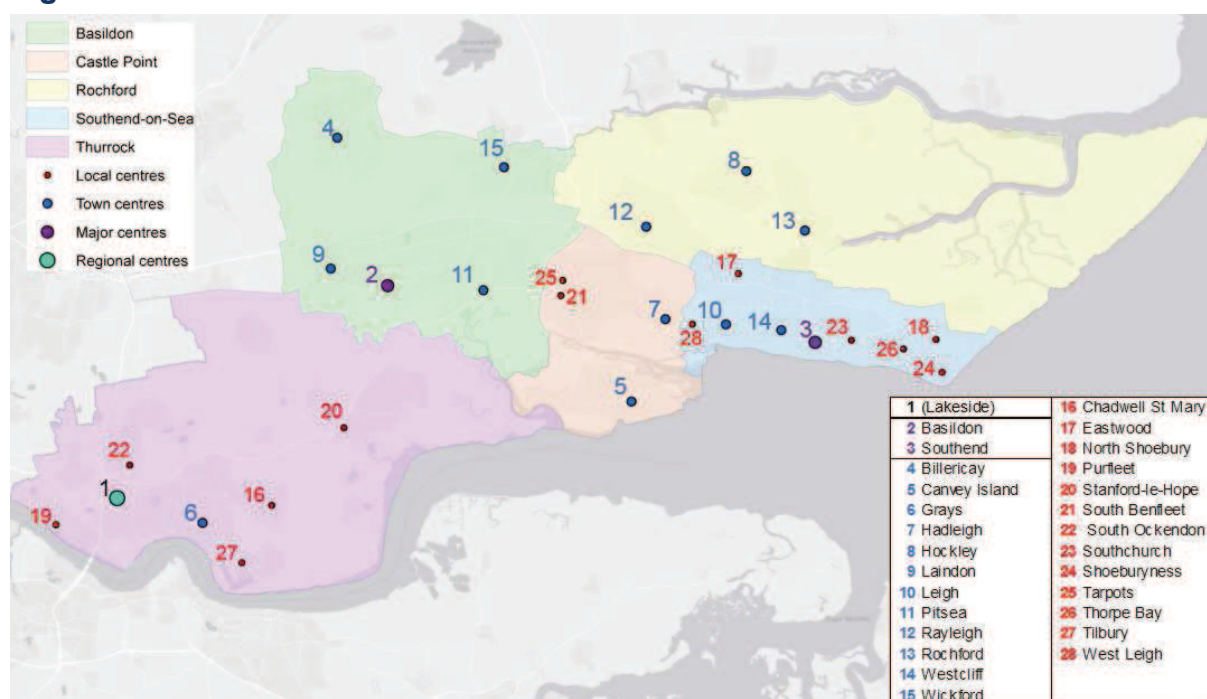 Basildon
Castle Point
Rochford
Southend-on-Sea
Thurrock
Local centres
Town centres
Major centres
Regional centres
4
15
8
12
13
9
2
11
25
21
17
7
28
10
14
3
23
26
18
24
5
20
22
1
19
6
16
27
1 (Lakeside)
2 Basildon
3 Southend
4 Billericay
5 Canvey Island
6 Grays
7 Hadleigh
8 Hockley
9 Laindon
10 Leigh
11 Pitsea
12 Rayleigh
13 Rochford
14 Westcliff
15 Wickford
16 Chadwell St Mary
17 Eastwood
18 North Shoebury
19 Purfleet
20 Stanford-le-Hope
21 South Benfleet
22 South Ockendon
23 Southchurch
24 Shoeburyness
25 Tarpots
26 Thorpe Bay
27 Tilbury
28 West Leigh